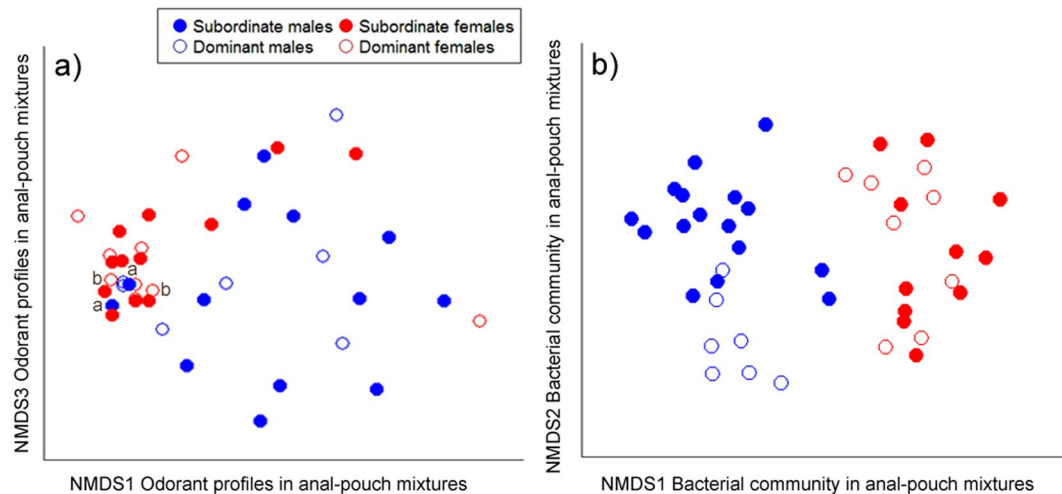 Subordinate males
Subordinate females
Dominant males
Dominant females
a)
b)
NMDS3 Odorant profiles in anal-pouch mixtures
a
b
b
a
NMDS1 Odorant profiles in anal-pouch mixtures
NMDS2 Bacterial community in anal-pouch mixtures
NMDS1 Bacterial community in anal-pouch mixtures